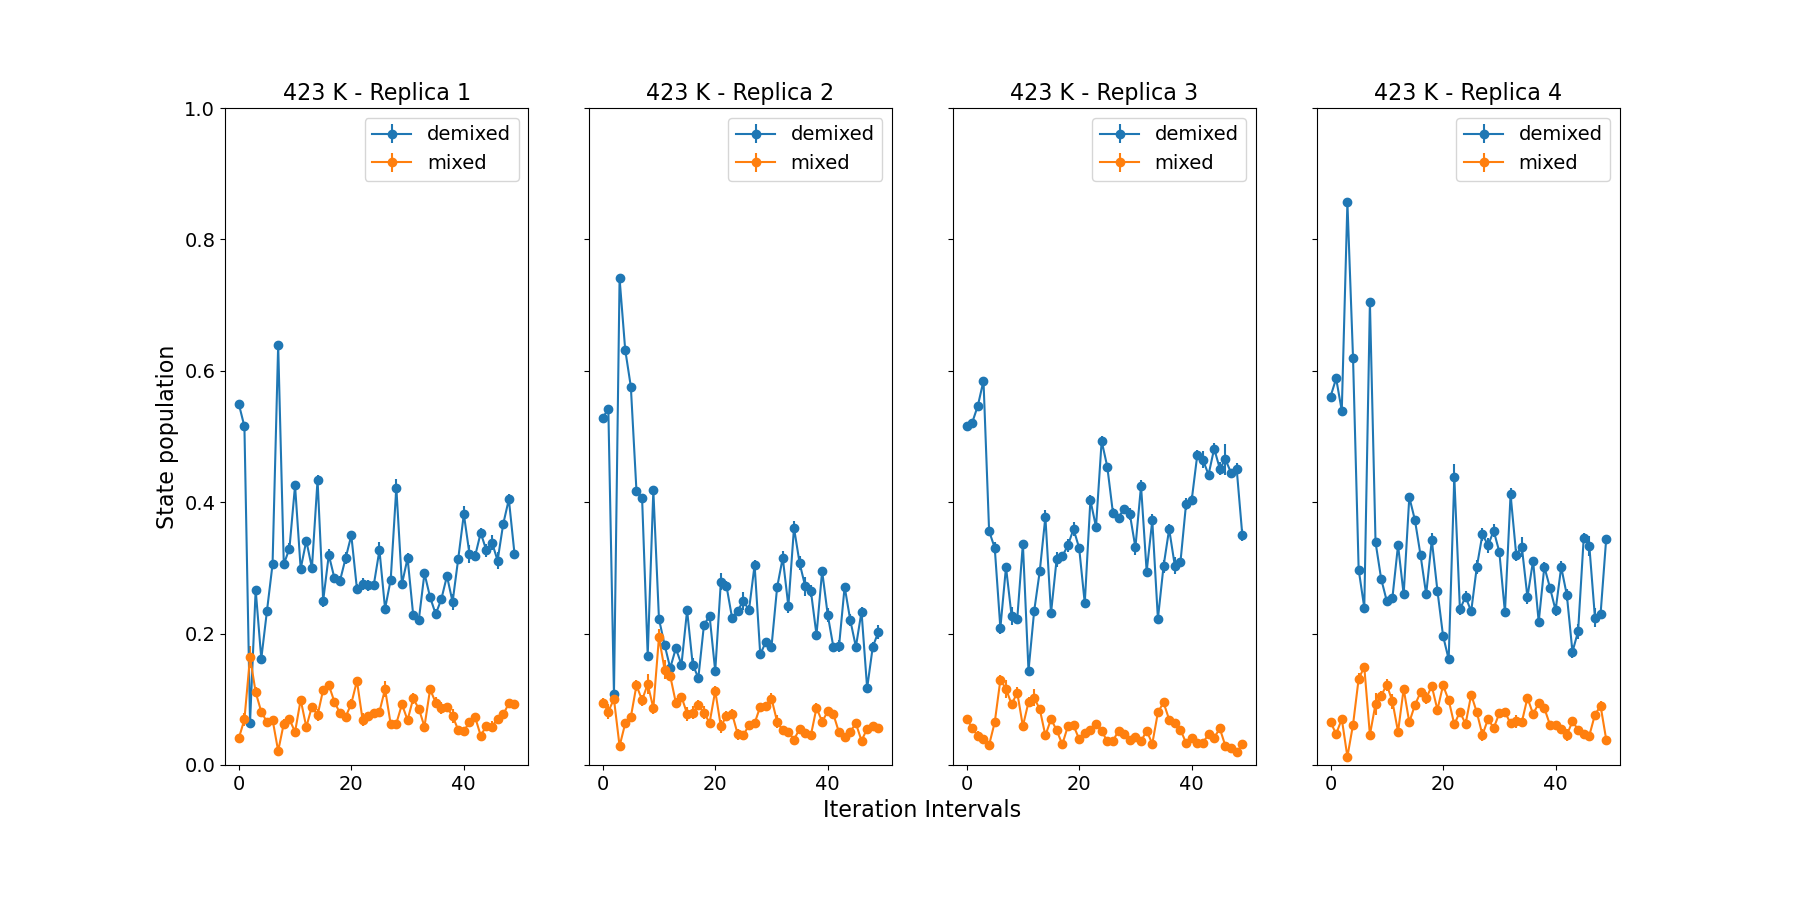 423 K - Replica 1
423 K - Replica 2
423 K - Replica 3
423 K - Replica 4
demixed
mixed
demixed
mixed
demixed
mixed
demixed
mixed
State population
1.0
0.8
0.6
0.4
0.2
0.0
0 20 40
0 20 40
0 20 40
0 20 40
Iteration Intervals